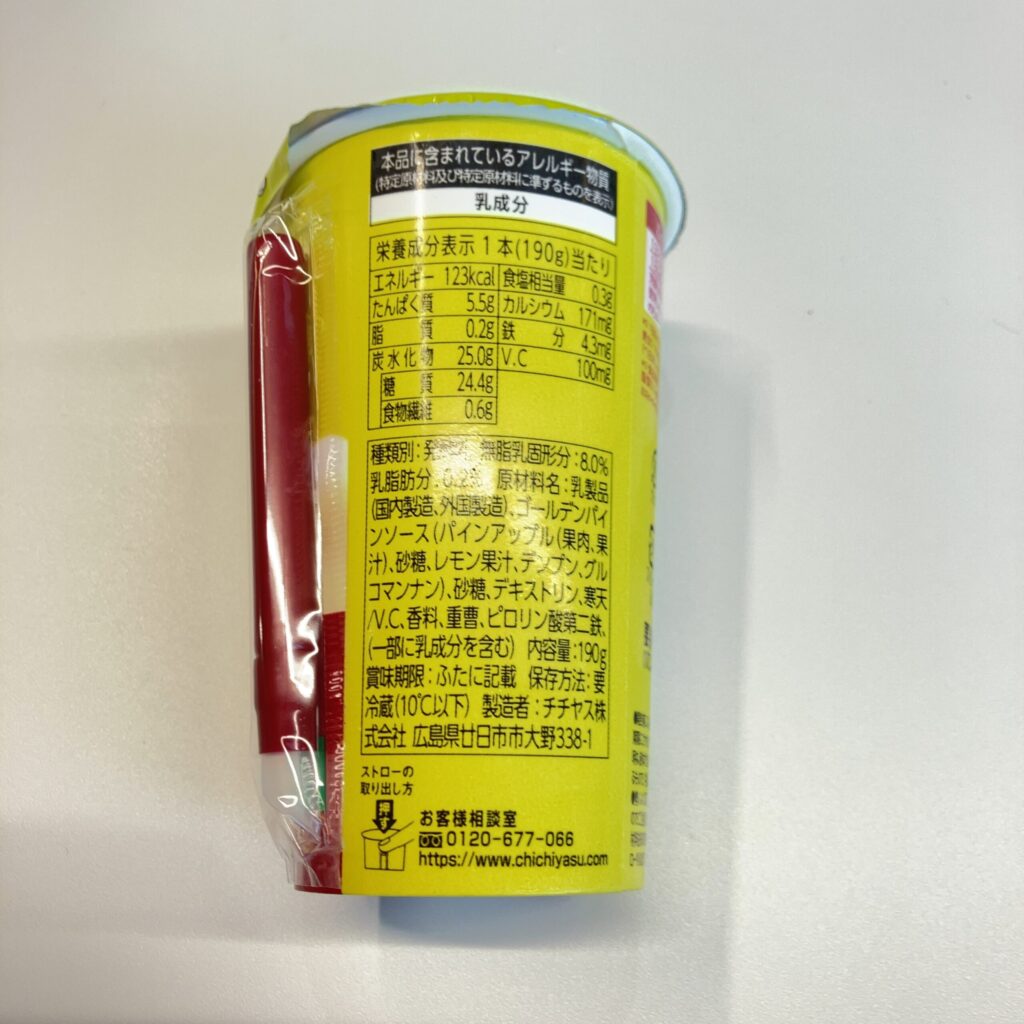 本品に含まれているアレルギー物質
(特定原材料及び特定原材料に準ずるものを表示)
乳成分
栄養成分表示 1本(190g)当たり
エネルギー 123kcal 食塩相当量 0.3g
たんぱく質 5.5g カルシウム 171mg
脂質 0.2g 鉄分 4.3mg
炭水化物 25.0g V.C 100mg
糖質 24.4g
食物繊維 0.6g
種類別:発酵乳 無脂乳固形分:8.0%
乳脂肪分:0.2% 原材料名:乳製品
(国内製造、外国製造)、ゴールデンパイ
ンソース(パインアップル(果肉、果
汁)、砂糖、レモン果汁、デンプン、グル
コマンナン)、砂糖、デキストリン、寒天
/V.C、香料、重曹、ピロリン酸第二鉄、
(一部に乳成分を含む) 内容量:190g
賞味期限:ふたに記載 保存方法:要
冷蔵(10℃以下) 製造者:チチヤス株
式会社 広島県廿日市市大野338-1
ストローの
取り出し方
押す
お客様相談室
0120-677-066
https://www.chichiyasu.com